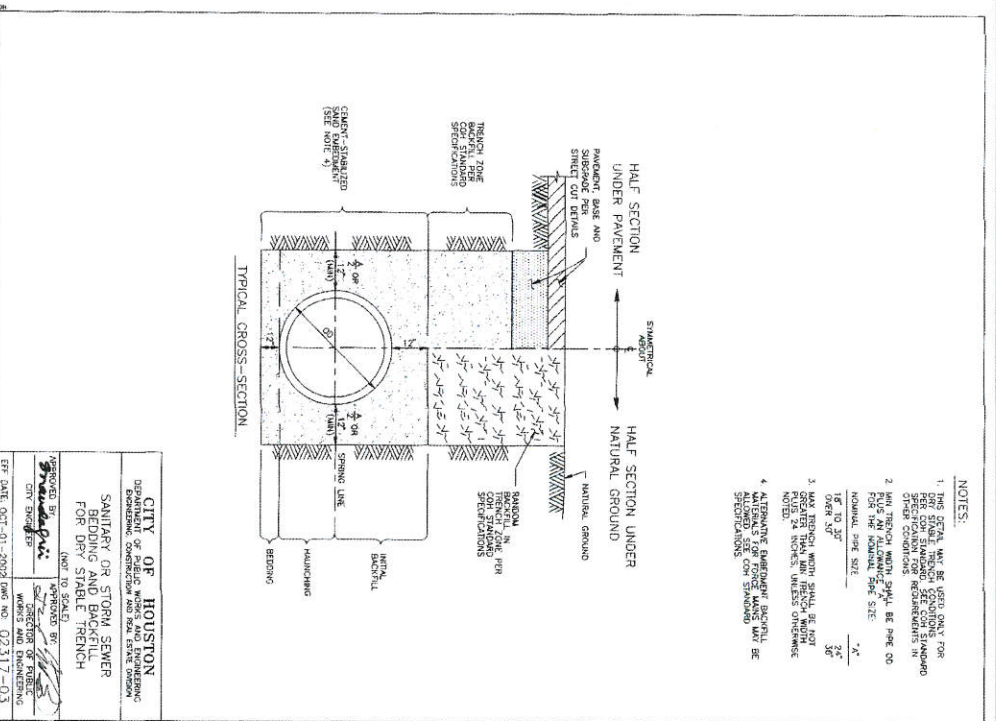 NOTES:
1. THIS DETAIL MAY BE USED ONLY FOR
DRY STABLE TRENCH CONDITIONS
PER COH STANDARD. SEE COH STANDARD
SPECIFICATION FOR REQUIREMENTS IN
OTHER CONDITIONS.
2. MIN TRENCH WIDTH SHALL BE PIPE OD
PLUS AN ALLOWANCE "A"
FOR THE NOMINAL PIPE SIZE:
NOMINAL PIPE SIZE "A"
18" TO 30" 24"
OVER 30" 36"
3. MAX TRENCH WIDTH SHALL BE NOT
GREATER THAN MIN TRENCH WIDTH
PLUS 24 INCHES, UNLESS OTHERWISE
NOTED.
4. ALTERNATIVE EMBEDMENT BACKFILL
MATERIALS FOR FORCE MAINS MAY BE
ALLOWED. SEE COH STANDARD
SPECIFICATIONS.
SYMMETRICAL
ABOUT
℄
HALF SECTION
UNDER PAVEMENT
HALF SECTION UNDER
NATURAL GROUND
PAVEMENT, BASE AND
SUBGRADE PER
STREET CUT DETAILS
NATURAL GROUND
TRENCH ZONE
BACKFILL PER
COH STANDARD
SPECIFICATIONS
RANDOM
BACKFILL IN
TRENCH ZONE PER
COH STANDARD
SPECIFICATIONS
CEMENT-STABILIZED
SAND EMBEDMENT
(SEE NOTE 4)
12"
INITIAL
BACKFILL
A/2 OR
12"
(MIN)
OD
A/2 OR
12"
(MIN)
SPRING LINE
HAUNCHING
12"
BEDDING
TYPICAL CROSS-SECTION
CITY OF HOUSTON
DEPARTMENT OF PUBLIC WORKS AND ENGINEERING
ENGINEERING, CONSTRUCTION AND REAL ESTATE DIVISION
SANITARY OR STORM SEWER
BEDDING AND BACKFILL
FOR DRY STABLE TRENCH
(NOT TO SCALE)
APPROVED BY:
CITY ENGINEER
APPROVED BY:
DIRECTOR OF PUBLIC
WORKS AND ENGINEERING
EFF DATE: OCT-01-2002 DWG NO: 02317-03